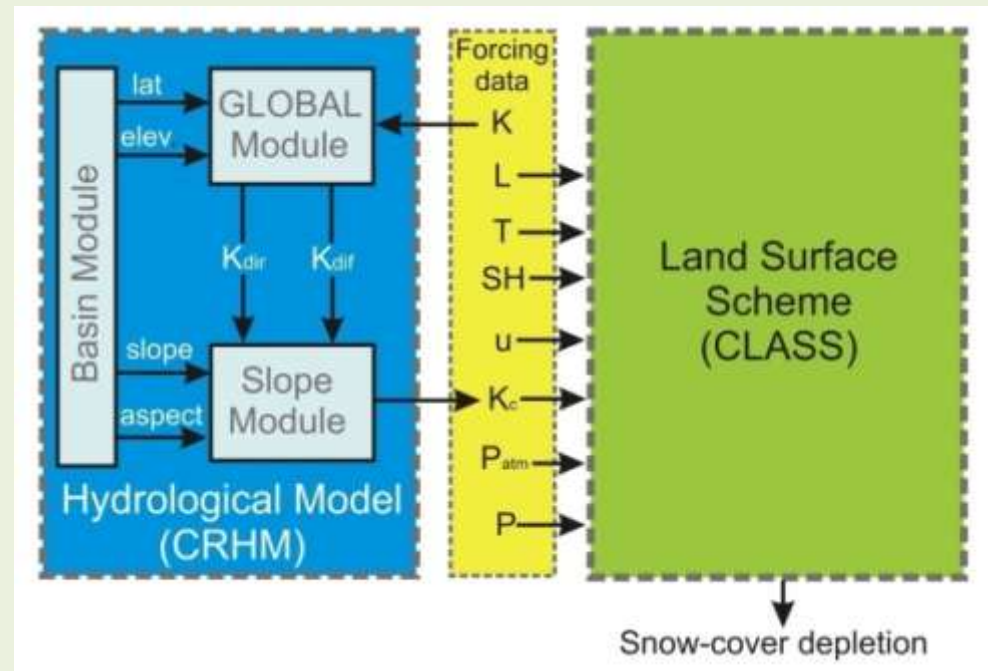 Basin Module
lat
elev
slope
aspect
GLOBAL
Module
Kdir
Kdif
Slope
Module
Hydrological Model
(CRHM)
Forcing
data
K
L
T
SH
u
Kc
Patm
P
Land Surface
Scheme
(CLASS)
Snow-cover depletion